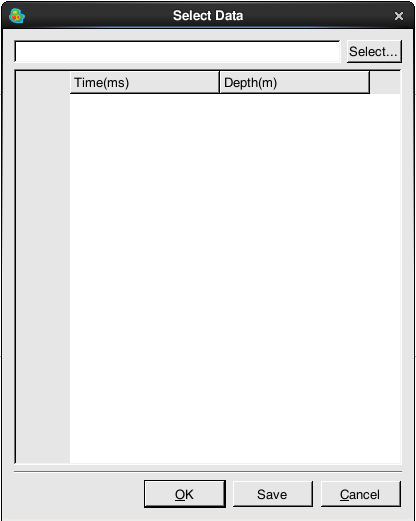 Select Data
Select...
Time(ms) Depth(m)
OK Save Cancel